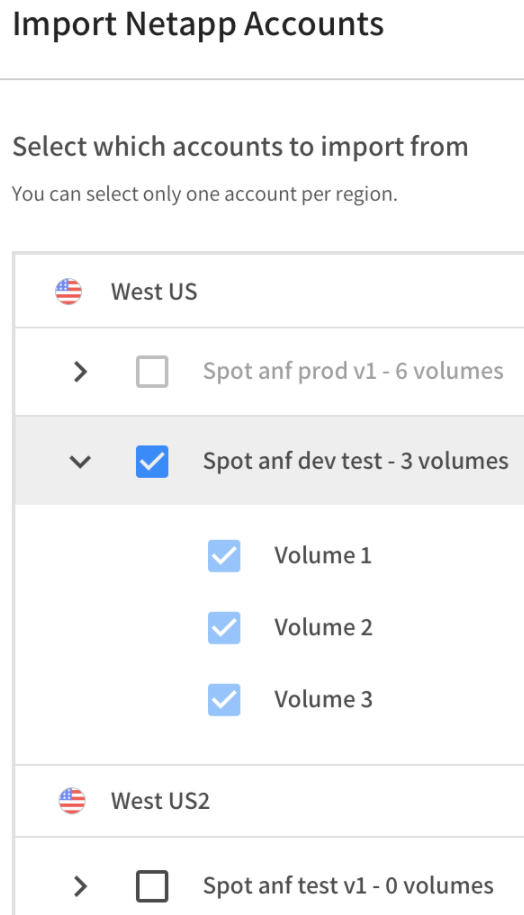 Import Netapp Accounts
Select which accounts to import from
You can select only one account per region.
West US
Spot anf prod v1 - 6 volumes
Spot anf dev test - 3 volumes
Volume 1
Volume 2
Volume 3
West US2
Spot anf test v1 - 0 volumes